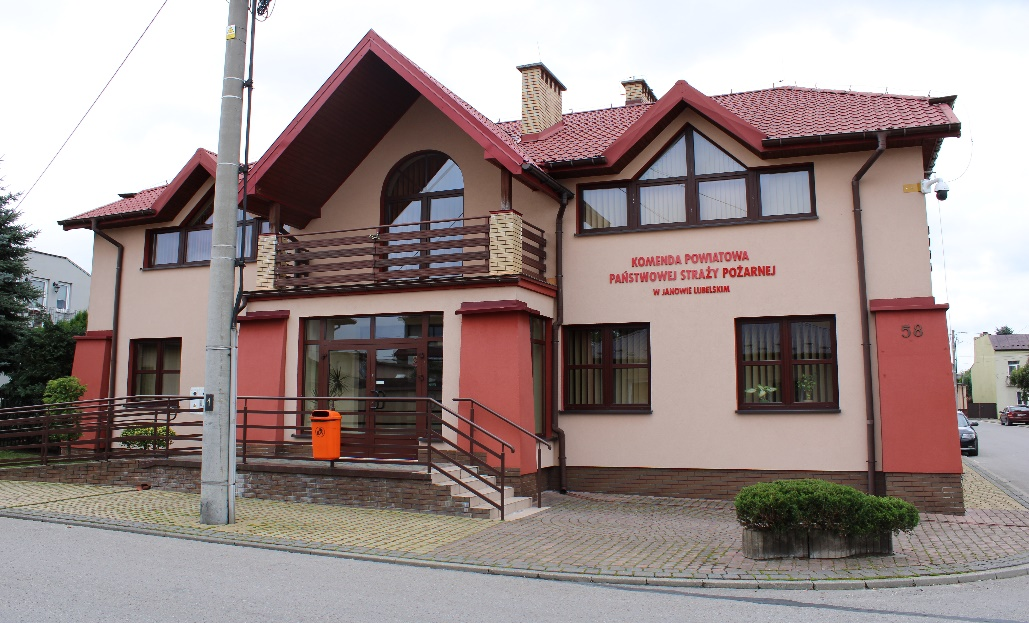 KOMENDA POWIATOWA
PAŃSTWOWEJ STRAŻY POŻARNEJ
W JANOWIE LUBELSKIM
58